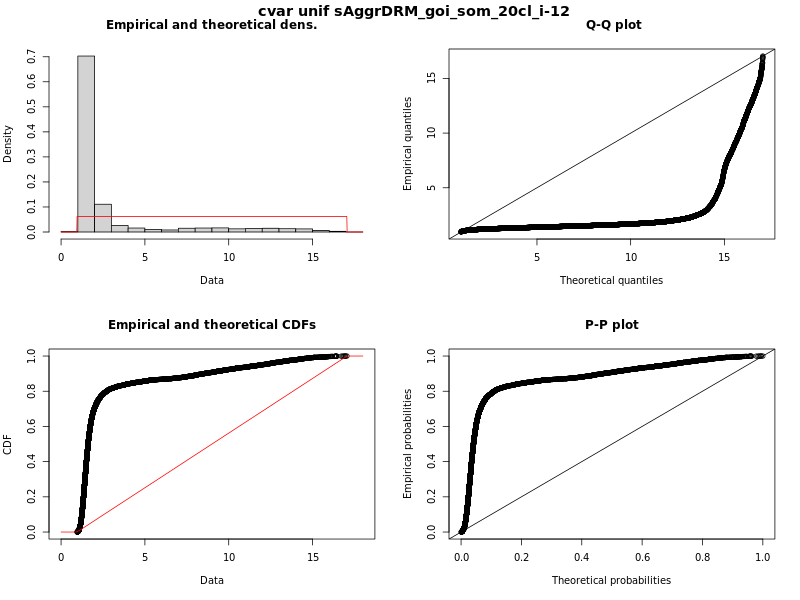 cvar unif sAggrDRM_goi_som_20cl_i-12
Empirical and theoretical dens.
Density
0.0 0.1 0.2 0.3 0.4 0.5 0.6 0.7
0 5 10 15
Data
Q-Q plot
Empirical quantiles
5 10 15
5 10 15
Theoretical quantiles
Empirical and theoretical CDFs
CDF
0.0 0.2 0.4 0.6 0.8 1.0
0 5 10 15
Data
P-P plot
Empirical probabilities
0.0 0.2 0.4 0.6 0.8 1.0
0.0 0.2 0.4 0.6 0.8 1.0
Theoretical probabilities